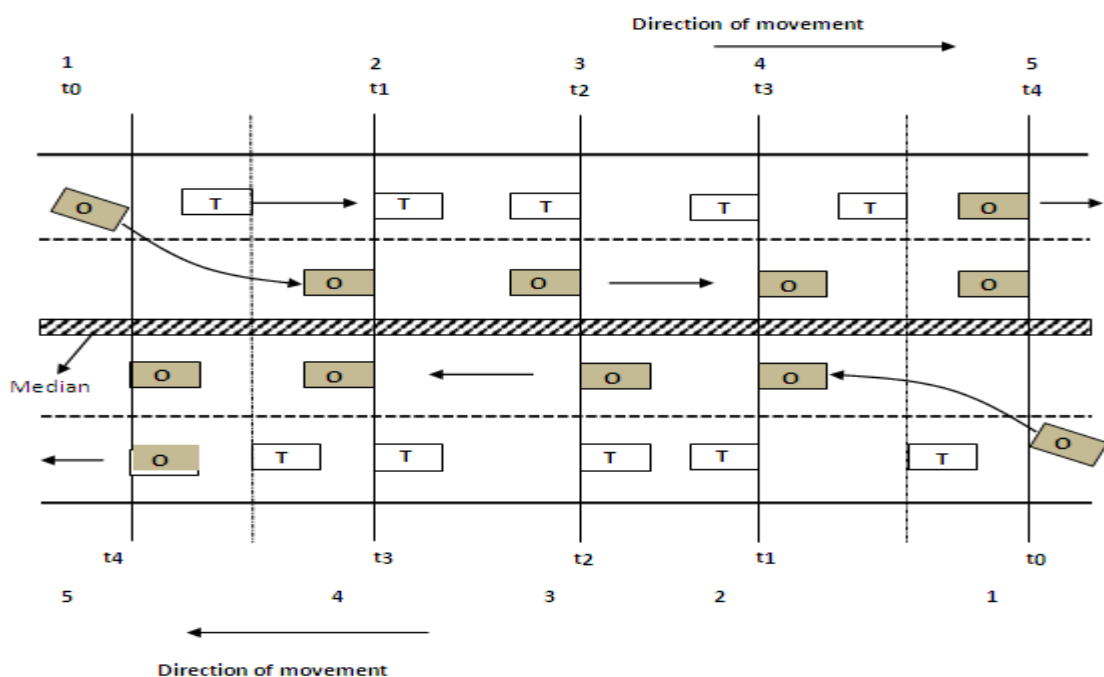 Direction of movement
1 2 3 4 5
t0 t1 t2 t3 t4
O T T T T T O
O O O O
Median
O O O O
O T T T T T O
t4 t3 t2 t1 t0
5 4 3 2 1
Direction of movement